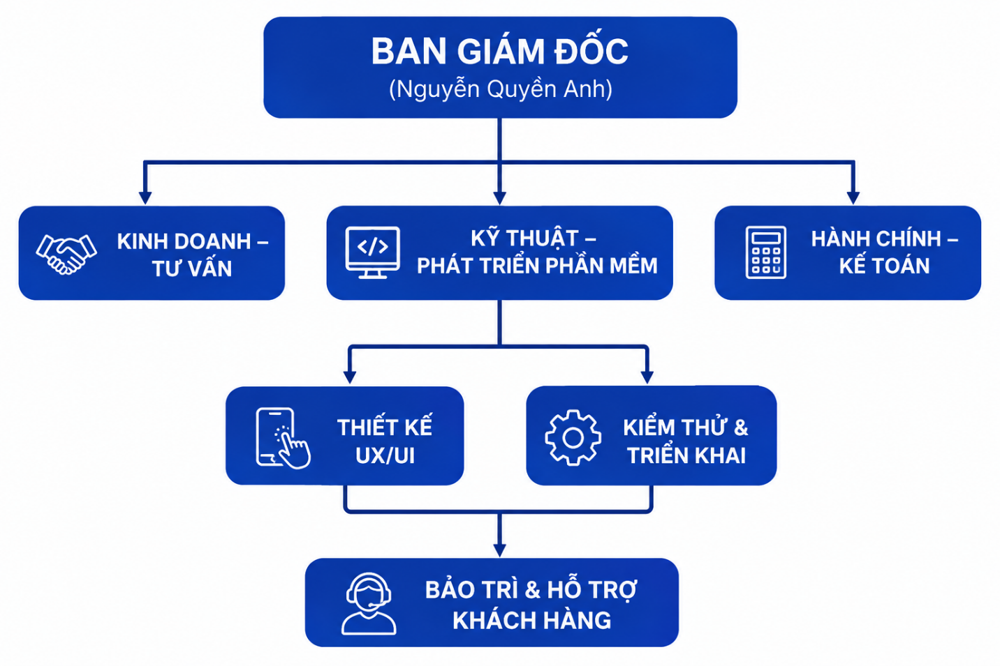 BAN GIÁM ĐỐC
(Nguyễn Quyền Anh)
KINH DOANH –
TƯ VẤN
KỸ THUẬT –
PHÁT TRIỂN PHẦN MỀM
HÀNH CHÍNH –
KẾ TOÁN
THIẾT KẾ
UX/UI
KIỂM THỬ &
TRIỂN KHAI
BẢO TRÌ & HỖ TRỢ
KHÁCH HÀNG